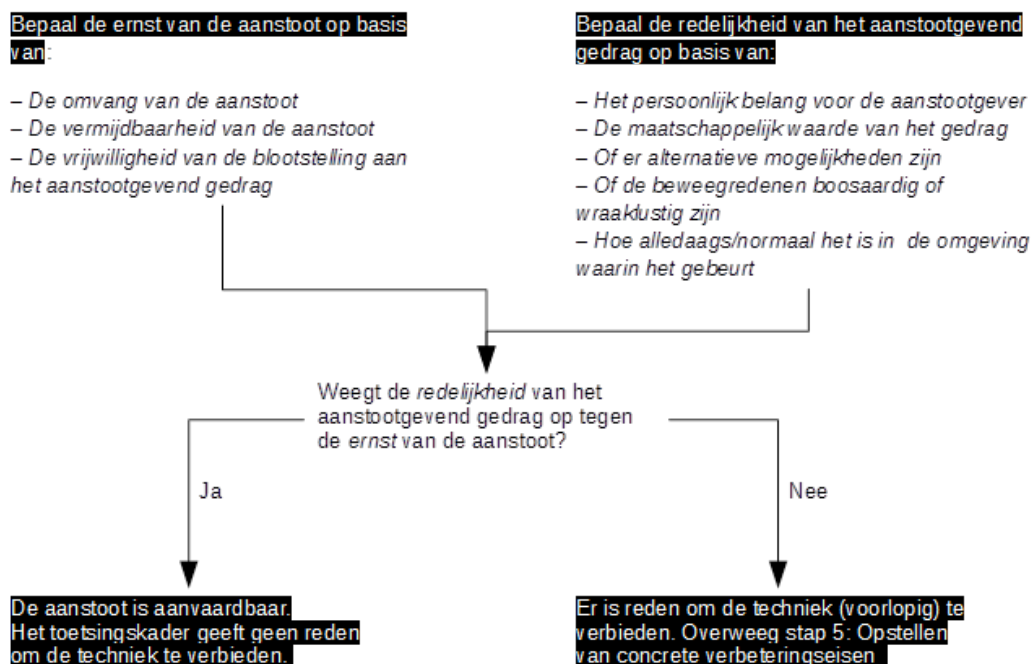 Bepaal de ernst van de aanstoot op basis
van:
– De omvang van de aanstoot
– De vermijdbaarheid van de aanstoot
– De vrijwilligheid van de blootstelling aan
het aanstootgevend gedrag
Bepaal de redelijkheid van het aanstootgevend
gedrag op basis van:
– Het persoonlijk belang voor de aanstootgever
– De maatschappelijk waarde van het gedrag
– Of er alternatieve mogelijkheden zijn
– Of de beweegredenen boosaardig of
wraaklustig zijn
– Hoe alledaags/normaal het is in de omgeving
waarin het gebeurt
Weegt de redelijkheid van het
aanstootgevend gedrag op tegen
de ernst van de aanstoot?
Ja
Nee
De aanstoot is aanvaardbaar.
Het toetsingskader geeft geen reden
om de techniek te verbieden.
Er is reden om de techniek (voorlopig) te
verbieden. Overweeg stap 5: Opstellen
van concrete verbeteringseisen